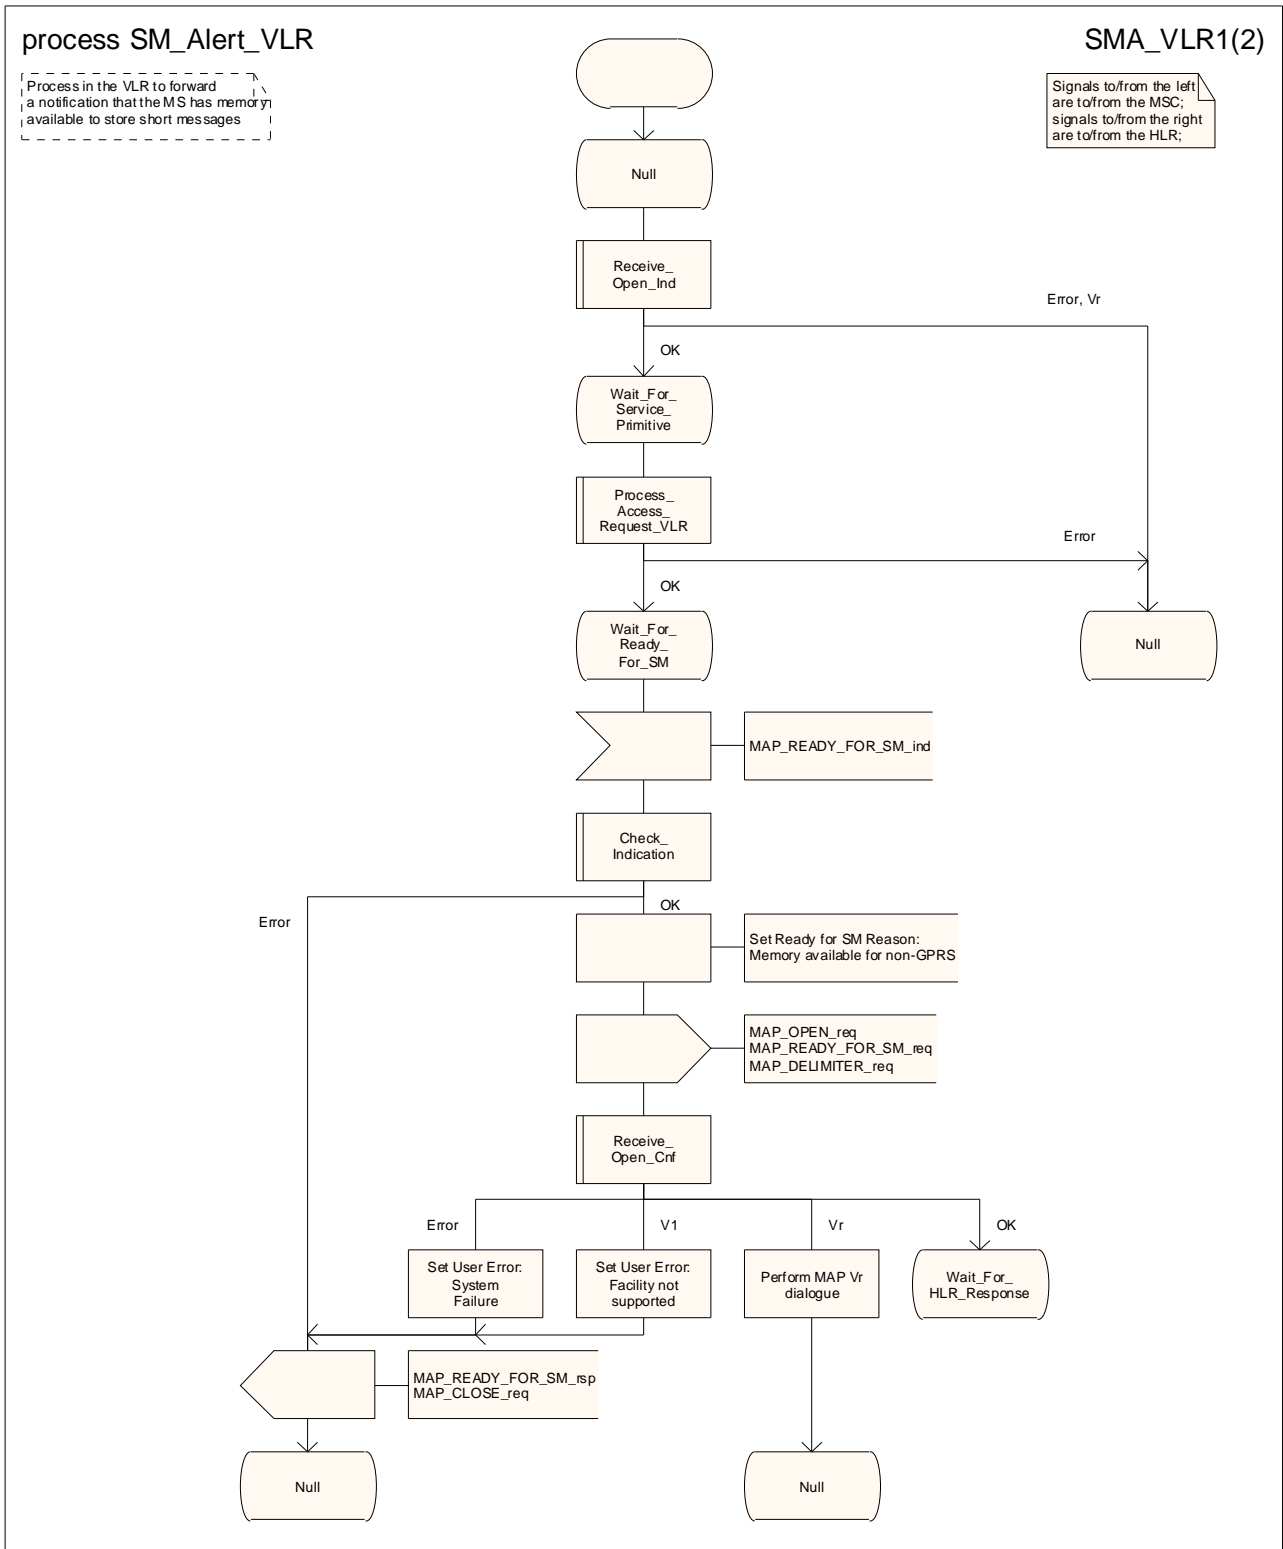 process SM_Alert_VLR
SMA_VLR1(2)
Process in the VLR to forward
a notification that the MS has memory
available to store short messages
Signals to/from the left
are to/from the MSC;
signals to/from the right
are to/from the HLR;
Null
Receive_
Open_Ind
Error, Vr
OK
Wait_For_
Service_
Primitive
Process_
Access_
Request_VLR
Error
OK
Wait_For_
Ready_
For_SM
Null
MAP_READY_FOR_SM_ind
Check_
Indication
Error
OK
Set Ready for SM Reason:
Memory available for non-GPRS
MAP_OPEN_req
MAP_READY_FOR_SM_req
MAP_DELIMITER_req
Receive_
Open_Cnf
Error
V1
Vr
OK
Set User Error:
System
Failure
Set User Error:
Facility not
supported
Perform MAP Vr
dialogue
Wait_For_
HLR_Response
MAP_READY_FOR_SM_rsp
MAP_CLOSE_req
Null
Null